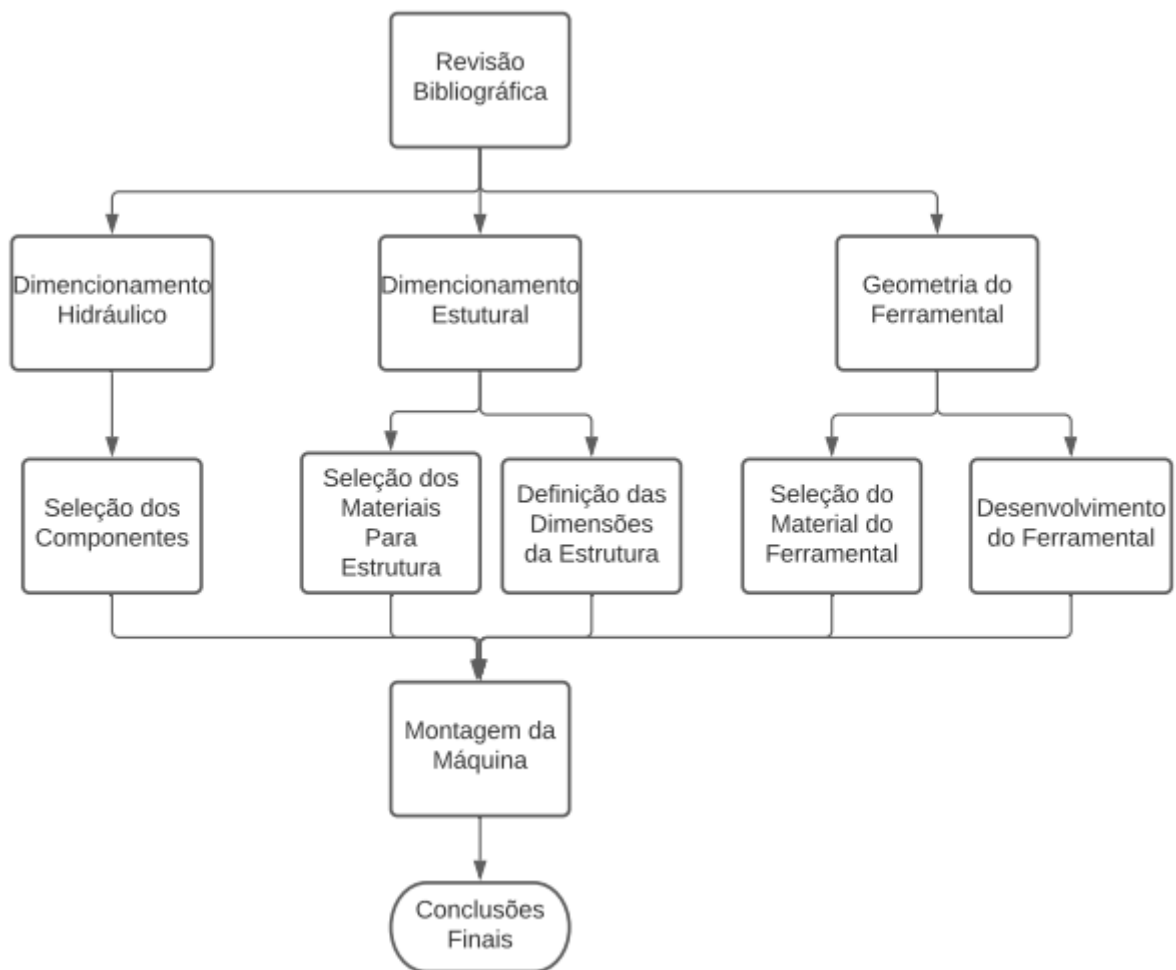 Revisão
Bibliográfica
Dimencionamento
Hidráulico
Dimencionamento
Estutural
Geometria do
Ferramental
Seleção dos
Componentes
Seleção dos
Materiais
Para
Estrutura
Definição das
Dimensões
da Estrutura
Seleção do
Material do
Ferramental
Desenvolvimento
do Ferramental
Montagem da
Máquina
Conclusões
Finais